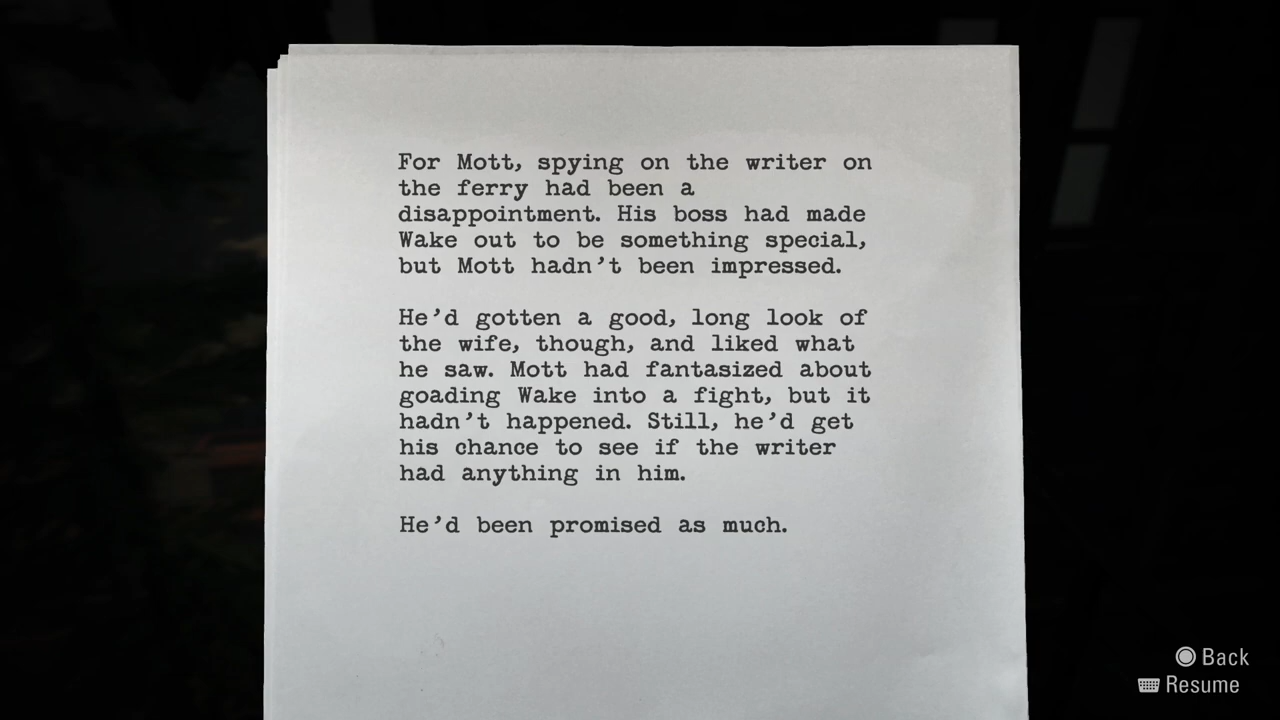 For Mott, spying on the writer on
the ferry had been a
disappointment. His boss had made
Wake out to be something special,
but Mott hadn’t been impressed.
He’d gotten a good, long look of
the wife, though, and liked what
he saw. Mott had fantasized about
goading Wake into a fight, but it
hadn’t happened. Still, he’d get
his chance to see if the writer
had anything in him.
He’d been promised as much.
Back
Resume